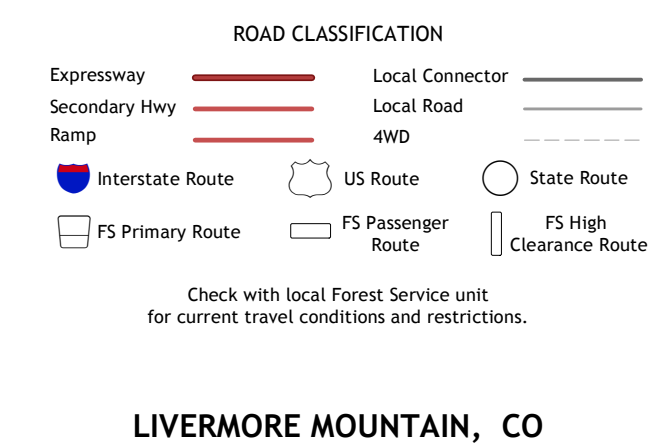 ROAD CLASSIFICATION
Expressway
Local Connector
Secondary Hwy
Local Road
Ramp
4WD
Interstate Route
US Route
State Route
FS Primary Route
FS Passenger
Route
FS High
Clearance Route
Check with local Forest Service unit
for current travel conditions and restrictions.
LIVERMORE MOUNTAIN, CO